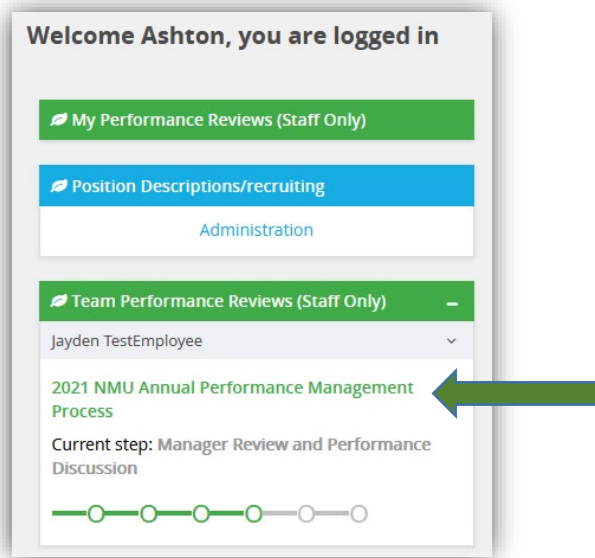 Welcome Ashton, you are logged in
My Performance Reviews (Staff Only)
Position Descriptions/recruiting
Administration
Team Performance Reviews (Staff Only)
Jayden TestEmployee
2021 NMU Annual Performance Management
Process
Current step: Manager Review and Performance
Discussion